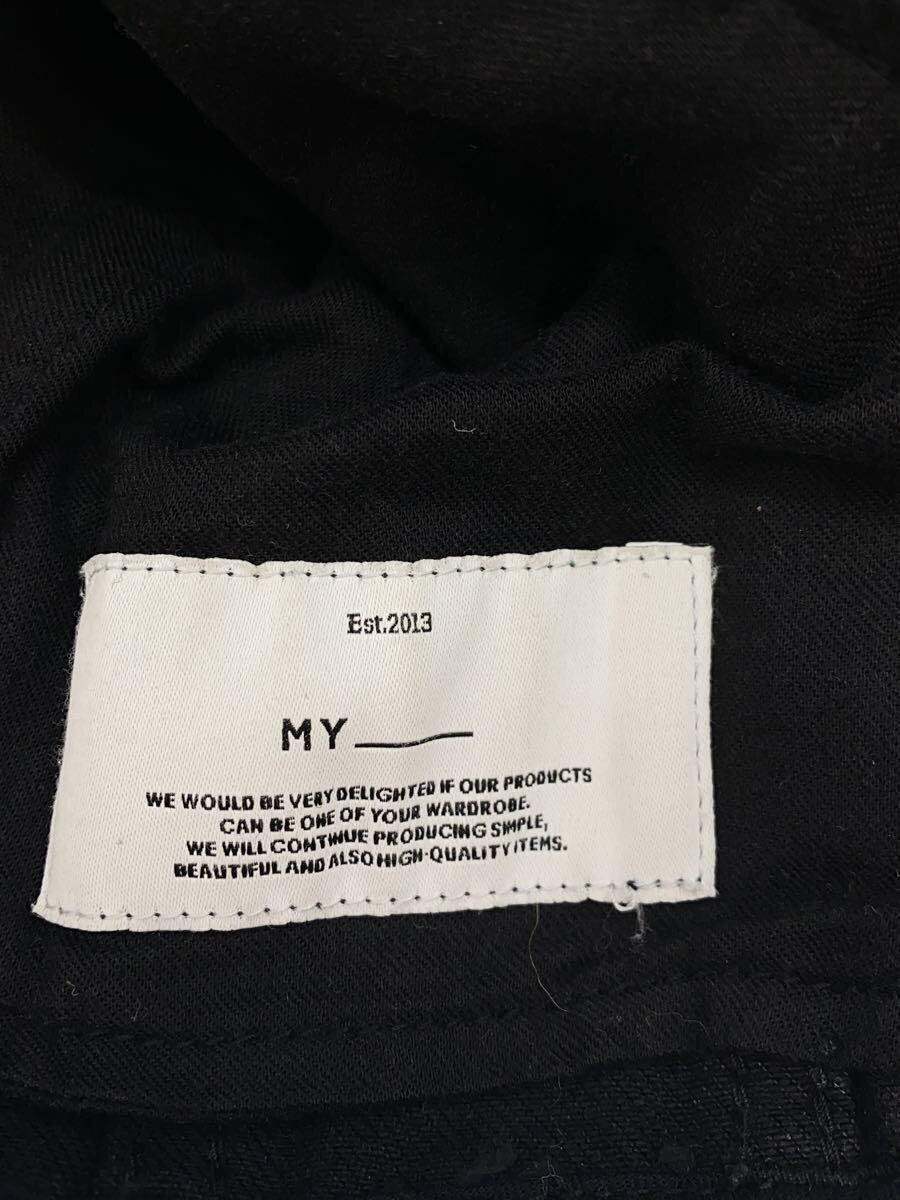 Est.2013
MY
WE WOULD BE VERY DELIGHTED IF OUR PRODUCTS
CAN BE ONE OF YOUR WARDROBE.
WE WILL CONTINUE PRODUCING SIMPLE,
BEAUTIFUL AND ALSO HIGH-QUALITY ITEMS.